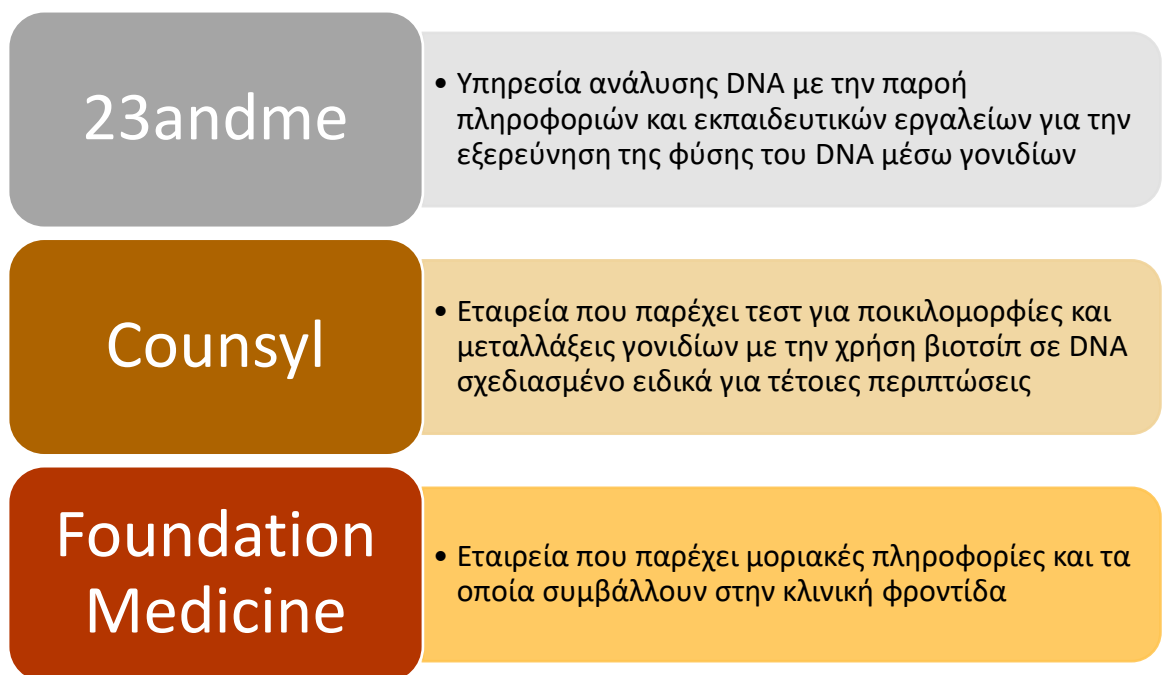 23andme
• Υπηρεσία ανάλυσης DNA με την παροή
πληροφοριών και εκπαιδευτικών εργαλείων για την
εξερεύνηση της φύσης του DNA μέσω γονιδίων
Counsyl
• Εταιρεία που παρέχει τεστ για ποικιλομορφίες και
μεταλλάξεις γονιδίων με την χρήση βιοτσίπ σε DNA
σχεδιασμένο ειδικά για τέτοιες περιπτώσεις
Foundation
Medicine
• Εταιρεία που παρέχει μοριακές πληροφορίες και τα
οποία συμβάλλουν στην κλινική φροντίδα